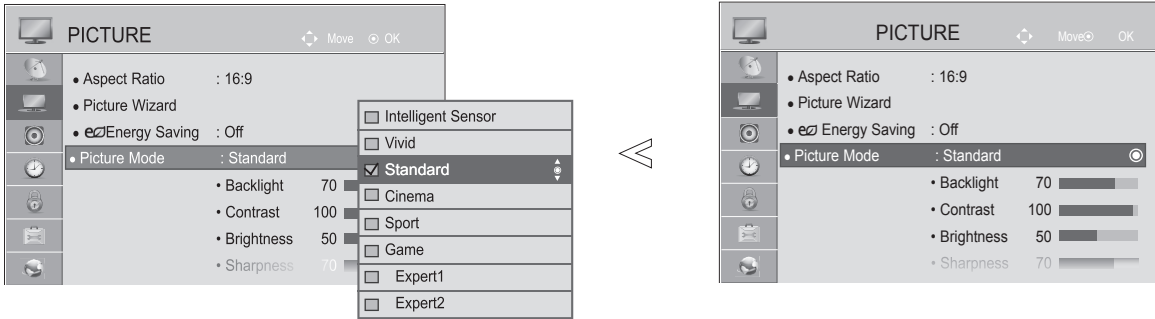 PICTURE Move OK
• Aspect Ratio : 16:9
• Picture Wizard
• eco Energy Saving : Off
• Picture Mode : Standard
• Backlight 70
• Contrast 100
• Brightness 50
• Sharpness 70
Intelligent Sensor
Vivid
Standard
Cinema
Sport
Game
Expert1
Expert2
PICTURE Move OK
• Aspect Ratio : 16:9
• Picture Wizard
• eco Energy Saving : Off
• Picture Mode : Standard
• Backlight 70
• Contrast 100
• Brightness 50
• Sharpness 70